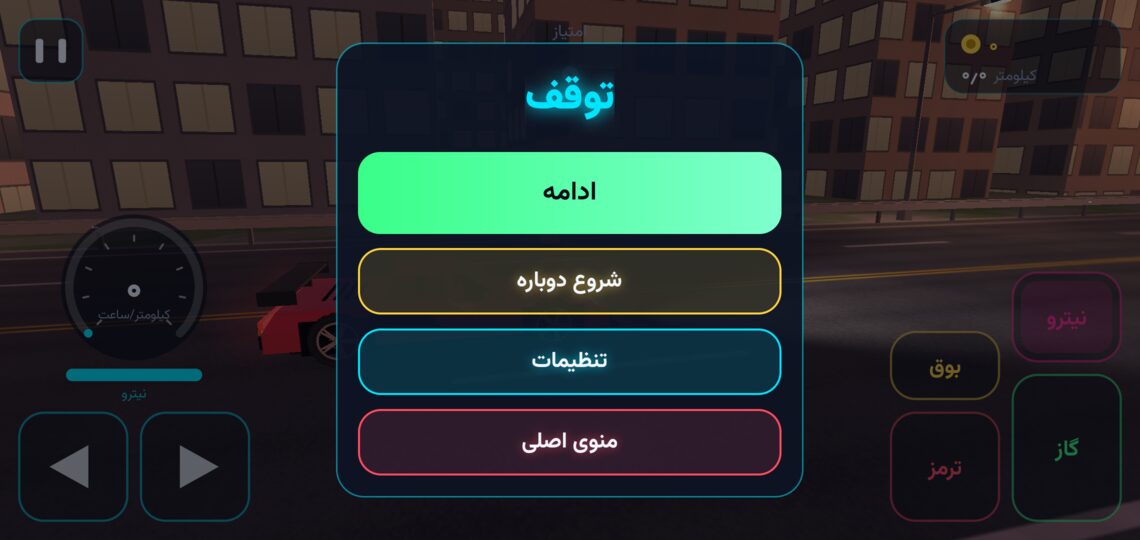 امتیاز
۰
۰٫۰ کیلومتر
توقف
ادامه
شروع دوباره
تنظیمات
منوی اصلی
۰
کیلومتر/ساعت
نیترو
نیترو
بوق
گاز
ترمز